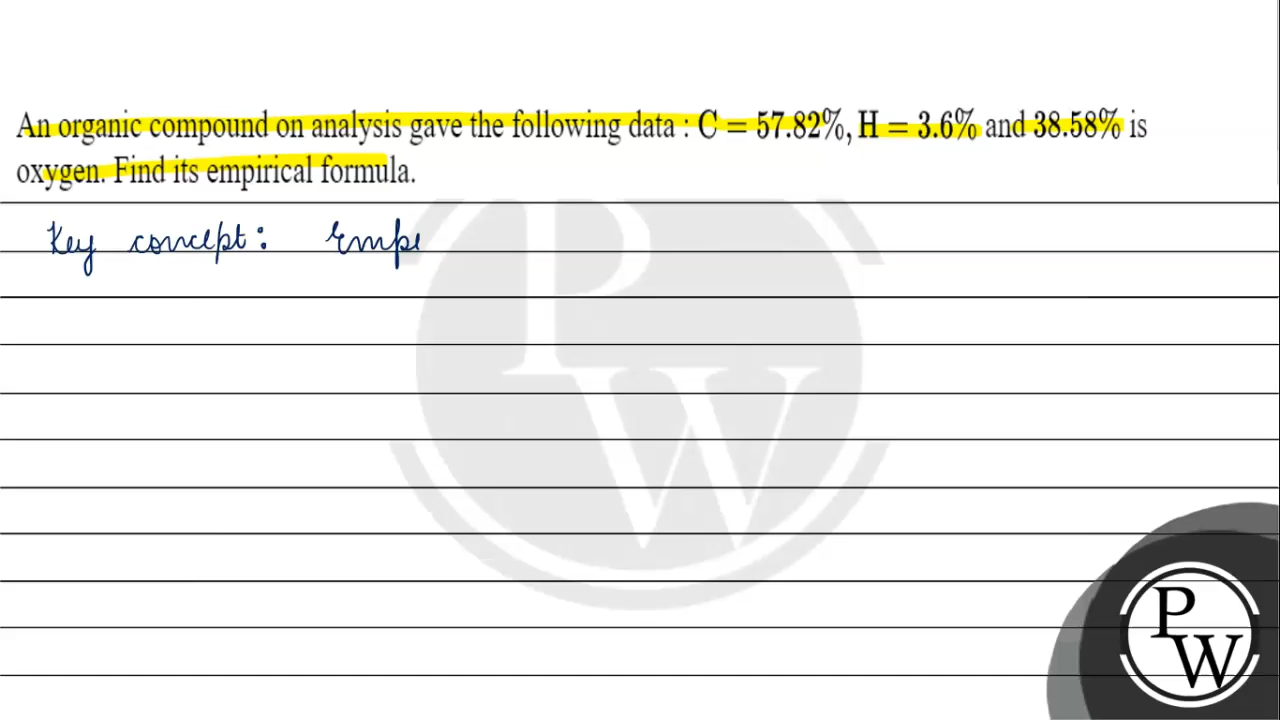 An organic compound on analysis gave the following data : C = 57.82%, H = 3.6% and 38.58% is
oxygen. Find its empirical formula.
Key concept: Empe
P
W
P
W